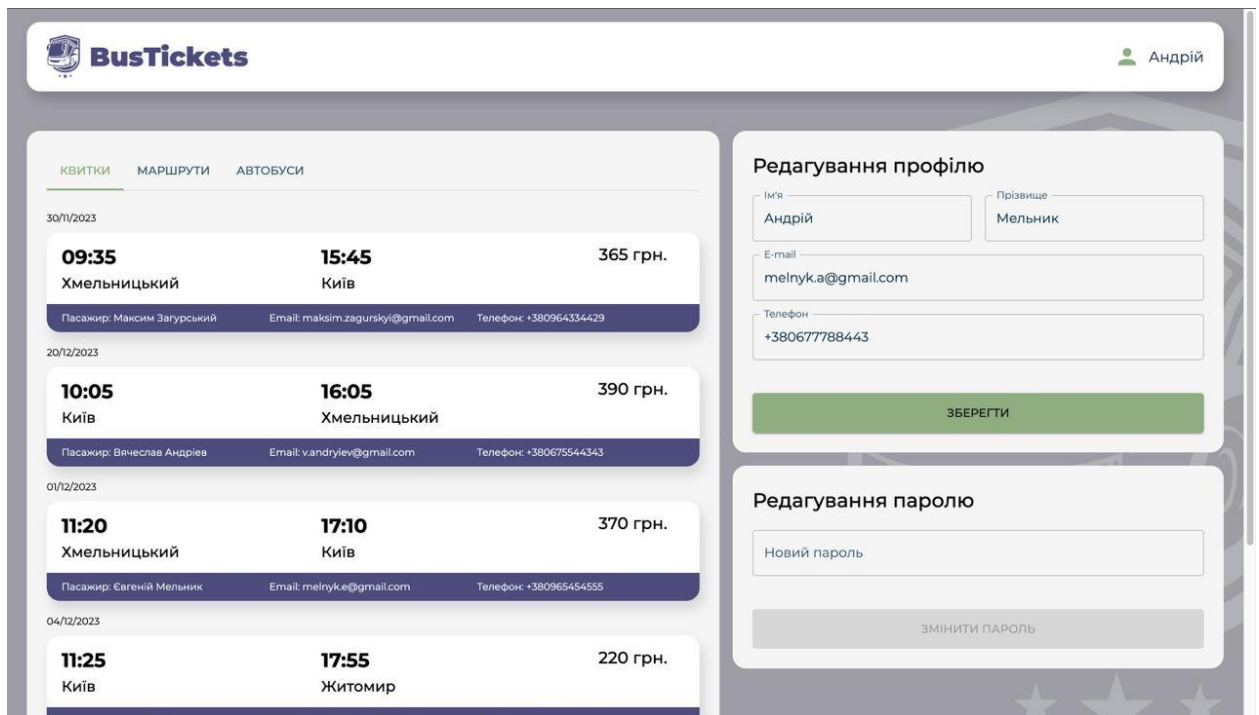 BusTickets
Андрій
КВИТКИ МАРШРУТИ АВТОБУСИ
30/11/2023
09:35 15:45 365 грн.
Хмельницький Київ
Пасажир: Максим Загурський Email: maksim.zagurskyi@gmail.com Телефон: +380964334429
20/12/2023
10:05 16:05 390 грн.
Київ Хмельницький
Пасажир: Вячеслав Андрієв Email: v.andryiev@gmail.com Телефон: +380675544343
01/12/2023
11:20 17:10 370 грн.
Хмельницький Київ
Пасажир: Євгеній Мельник Email: melnyk.e@gmail.com Телефон: +380965454555
04/12/2023
11:25 17:55 220 грн.
Київ Житомир
Редагування профілю
Ім'я Прізвище
Андрій Мельник
E-mail
melnyk.a@gmail.com
Телефон
+380677788443
ЗБЕРЕГТИ
Редагування паролю
Новий пароль
ЗМІНИТИ ПАРОЛЬ